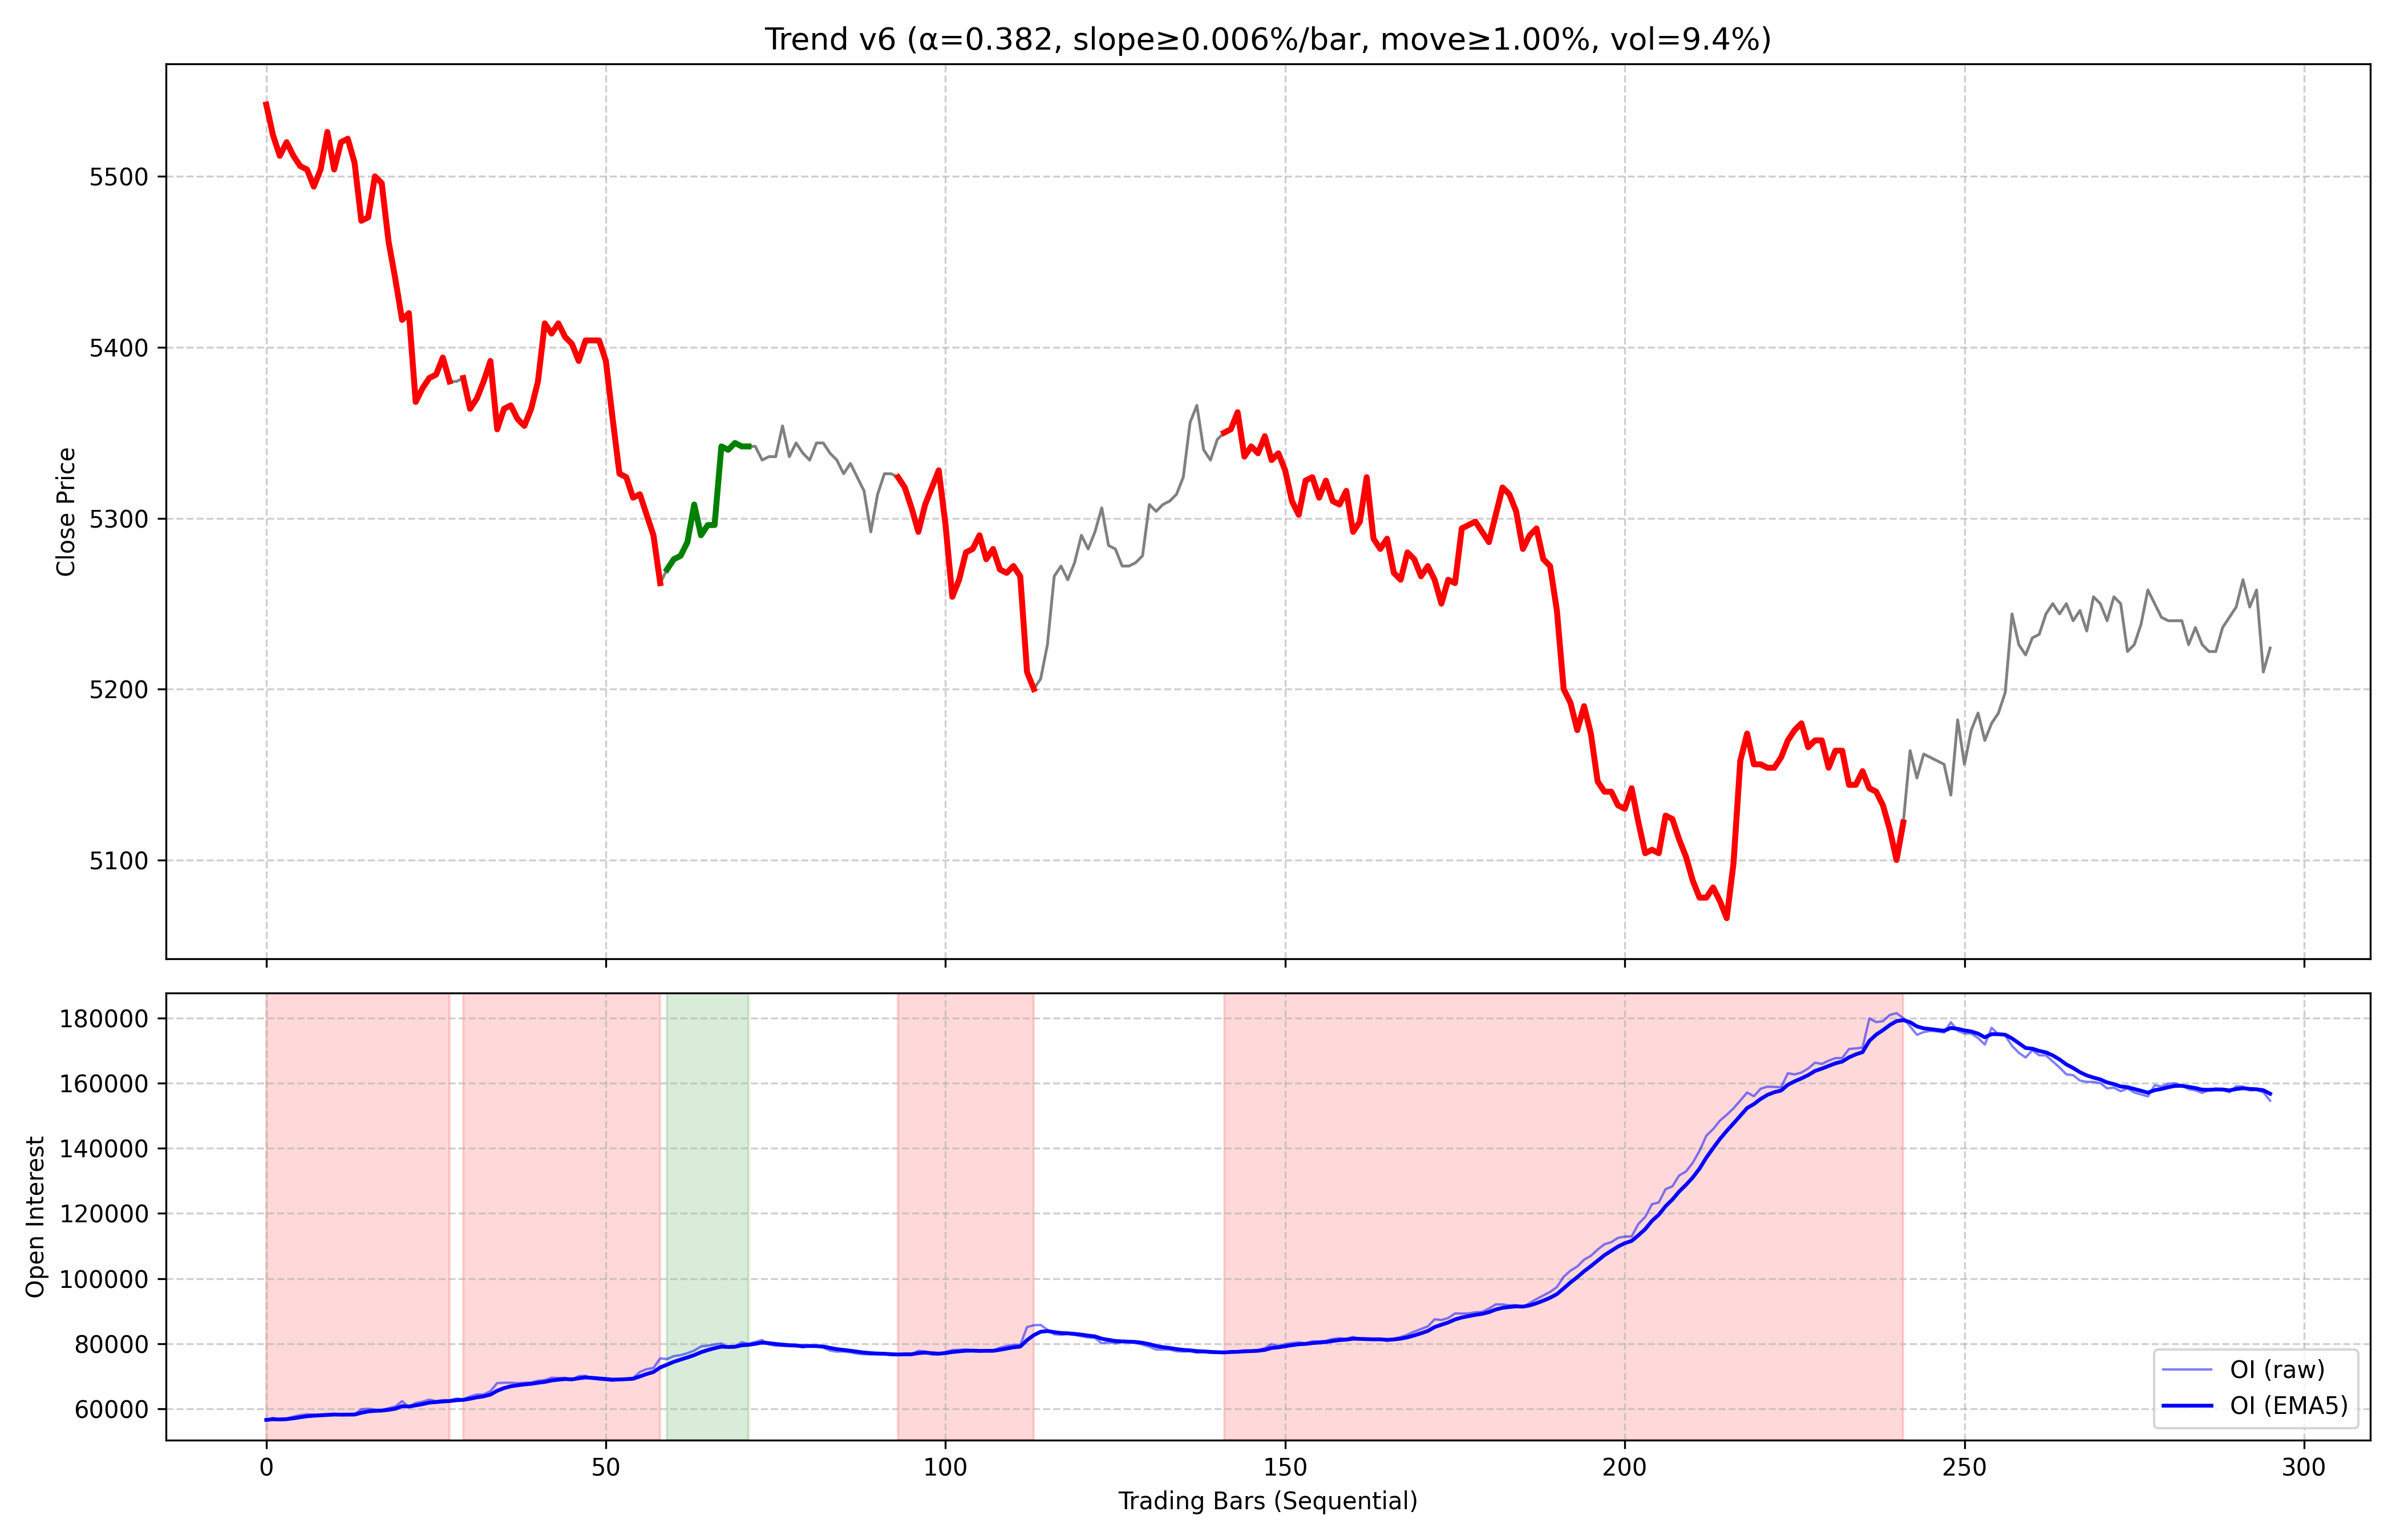 Trend v6 (α=0.382, slope≥0.006%/bar, move≥1.00%, vol=9.4%)
Close Price
5500
5400
5300
5200
5100
Open Interest
180000
160000
140000
120000
100000
80000
60000
OI (raw)
OI (EMA5)
0 50 100 150 200 250 300
Trading Bars (Sequential)